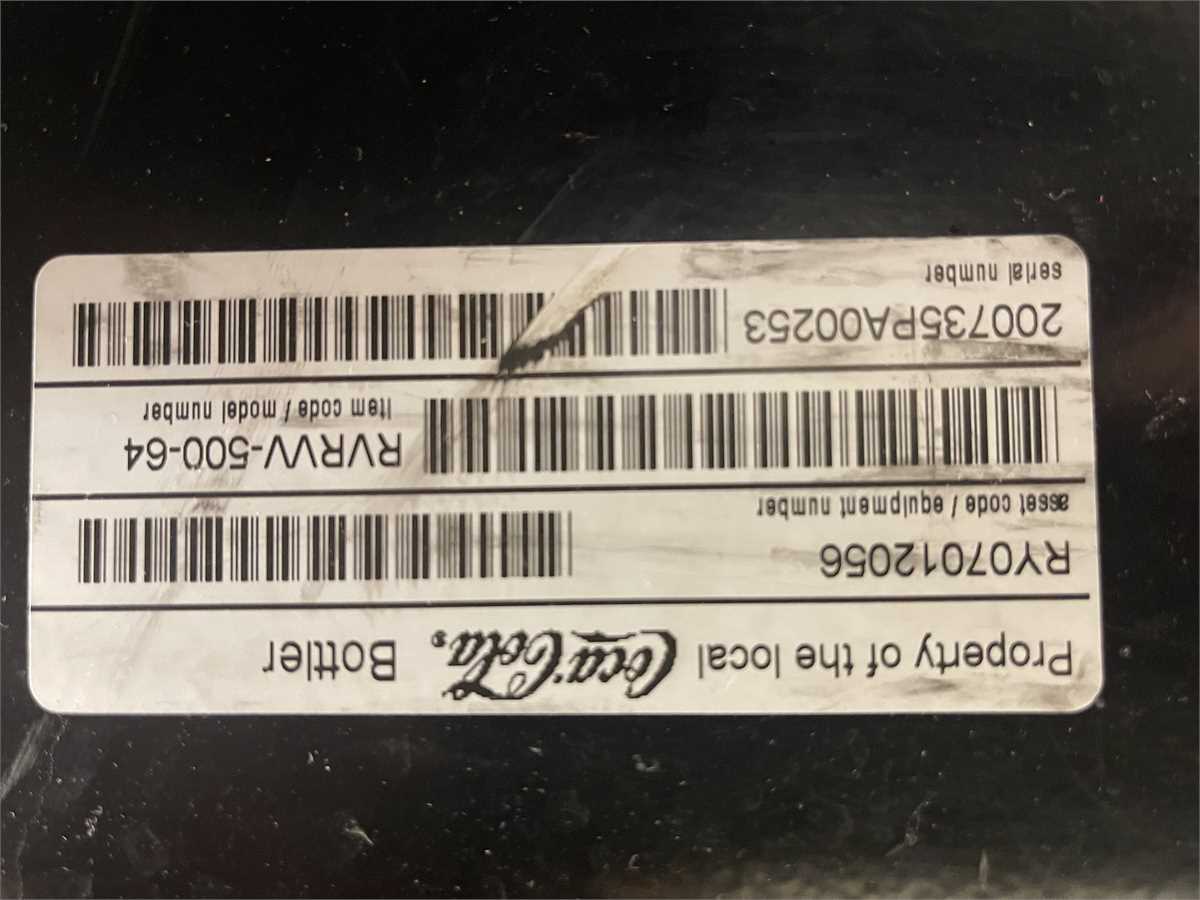 Property of the local Coca-Cola® Bottler
RY07012056
asset code / equipment number
RVRVV-500-64
item code / model number
200735PA00253
serial number